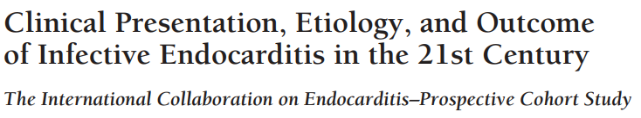 Clinical Presentation, Etiology, and Outcome
of Infective Endocarditis in the 21st Century
The International Collaboration on Endocarditis–Prospective Cohort Study